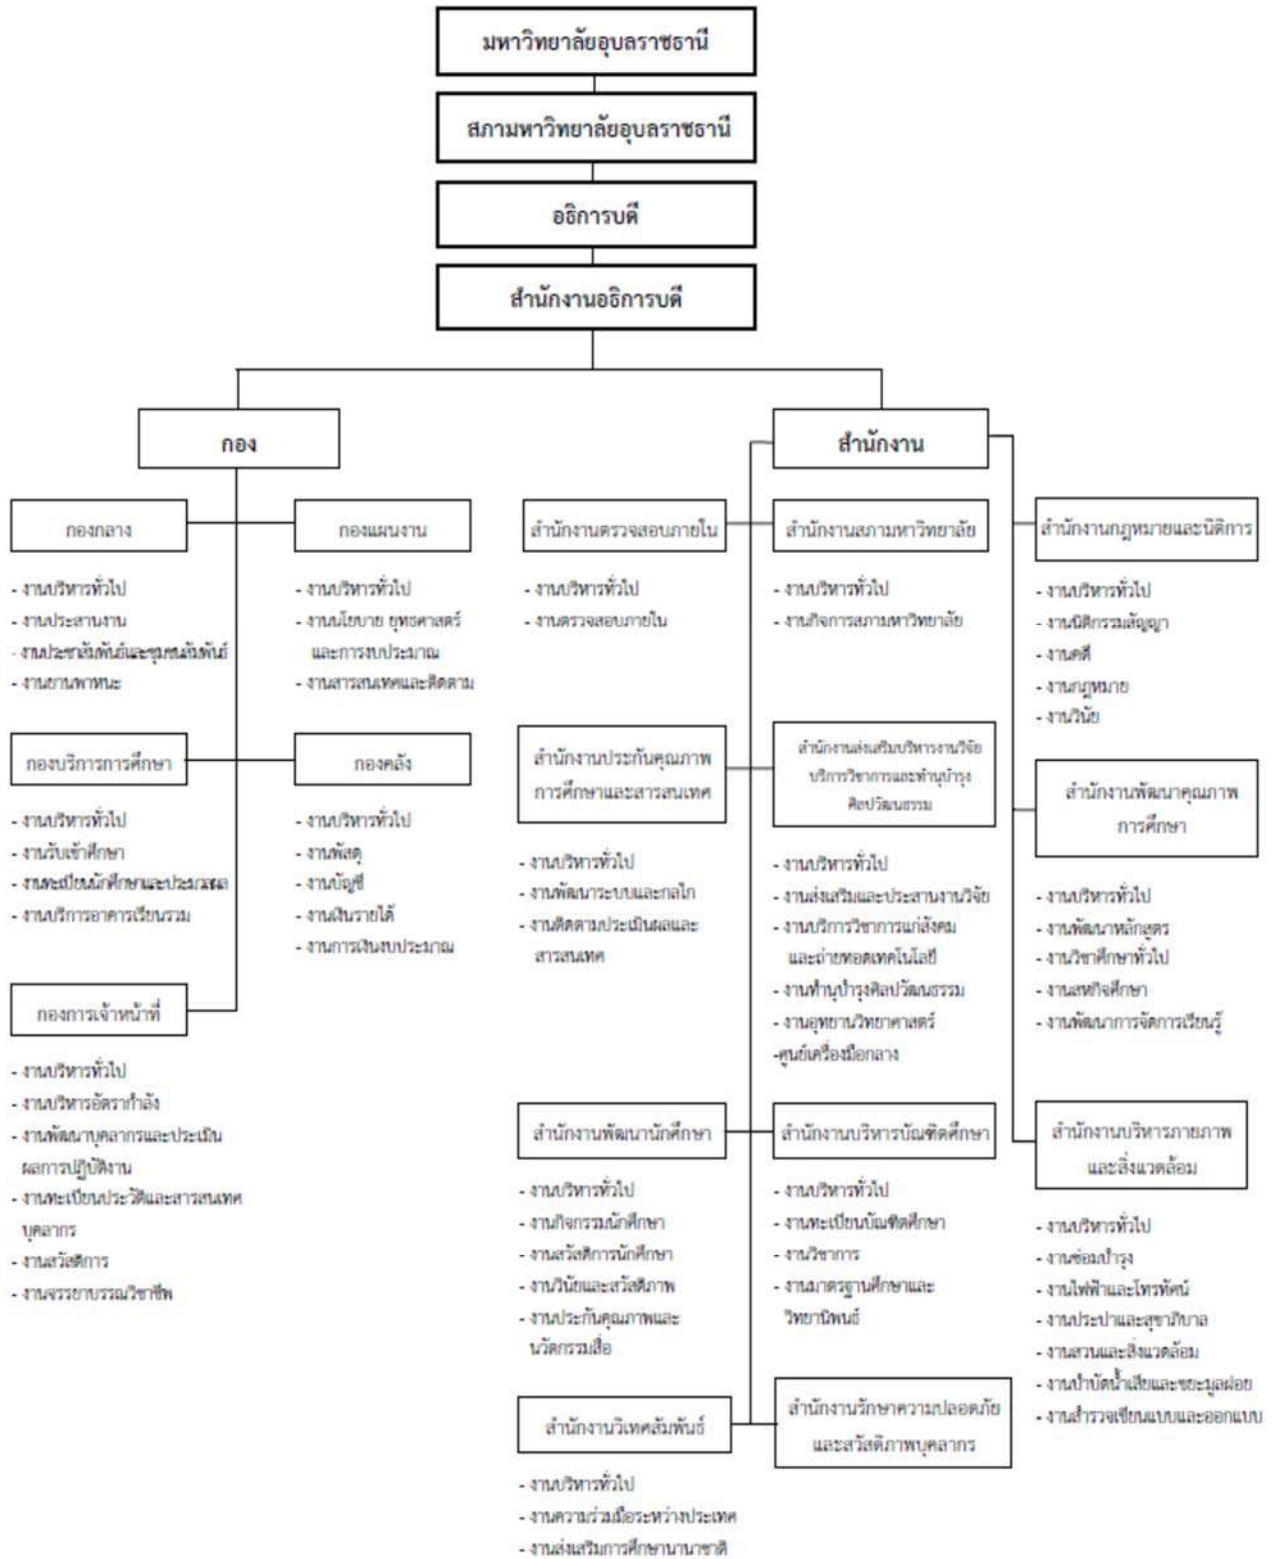 มหาวิทยาลัยอุบลราชธานี
สภามหาวิทยาลัยอุบลราชธานี
อธิการบดี
สำนักงานอธิการบดี
กอง
กองกลาง
- งานบริหารทั่วไป
- งานประสานงาน
- งานประชาสัมพันธ์และชุมชนสัมพันธ์
- งานยานพาหนะ
กองแผนงาน
- งานบริหารทั่วไป
- งานนโยบาย ยุทธศาสตร์
และการงบประมาณ
- งานสารสนเทศและติดตาม
กองบริการการศึกษา
- งานบริหารทั่วไป
- งานรับเข้าศึกษา
- งานทะเบียนนักศึกษาและประมวลผล
- งานบริการอาคารเรียนรวม
กองคลัง
- งานบริหารทั่วไป
- งานพัสดุ
- งานบัญชี
- งานเงินรายได้
- งานการเงินงบประมาณ
กองการเจ้าหน้าที่
- งานบริหารทั่วไป
- งานบริหารอัตรากำลัง
- งานพัฒนาบุคลากรและประเมิน
ผลการปฏิบัติงาน
- งานทะเบียนประวัติและสารสนเทศ
บุคลากร
- งานสวัสดิการ
- งานจรรยาบรรณวิชาชีพ
สำนักงาน
สำนักงานตรวจสอบภายใน
- งานบริหารทั่วไป
- งานตรวจสอบภายใน
สำนักงานสภามหาวิทยาลัย
- งานบริหารทั่วไป
- งานกิจการสภามหาวิทยาลัย
สำนักงานกฎหมายและนิติการ
- งานบริหารทั่วไป
- งานนิติกรรมสัญญา
- งานคดี
- งานกฎหมาย
- งานวินัย
สำนักงานประกันคุณภาพ
การศึกษาและสารสนเทศ
- งานบริหารทั่วไป
- งานพัฒนาระบบและกลไก
- งานติดตามประเมินผลและ
สารสนเทศ
สำนักงานส่งเสริมบริหารงานวิจัย
บริการวิชาการและทำนุบำรุง
ศิลปวัฒนธรรม
- งานบริหารทั่วไป
- งานส่งเสริมและประสานงานวิจัย
- งานบริการวิชาการแก่สังคม
และถ่ายทอดเทคโนโลยี
- งานทำนุบำรุงศิลปวัฒนธรรม
- งานอุทยานวิทยาศาสตร์
-ศูนย์เครื่องมือกลาง
สำนักงานพัฒนาคุณภาพ
การศึกษา
- งานบริหารทั่วไป
- งานพัฒนาหลักสูตร
- งานวิชาศึกษาทั่วไป
- งานสหกิจศึกษา
- งานพัฒนาการจัดการเรียนรู้
สำนักงานพัฒนานักศึกษา
- งานบริหารทั่วไป
- งานกิจกรรมนักศึกษา
- งานสวัสดิการนักศึกษา
- งานวินัยและสวัสดิภาพ
- งานประกันคุณภาพและ
นวัตกรรมสื่อ
สำนักงานบริหารบัณฑิตศึกษา
- งานบริหารทั่วไป
- งานทะเบียนบัณฑิตศึกษา
- งานวิชาการ
- งานมาตรฐานศึกษาและ
วิทยานิพนธ์
สำนักงานบริหารกายภาพ
และสิ่งแวดล้อม
- งานบริหารทั่วไป
- งานซ่อมบำรุง
- งานไฟฟ้าและโทรทัศน์
- งานประปาและสุขาภิบาล
- งานสวนและสิ่งแวดล้อม
- งานบำบัดน้ำเสียและขยะมูลฝอย
- งานสำรวจเขียนแบบและออกแบบ
สำนักงานวิเทศสัมพันธ์
- งานบริหารทั่วไป
- งานความร่วมมือระหว่างประเทศ
- งานส่งเสริมการศึกษานานาชาติ
สำนักงานรักษาความปลอดภัย
และสวัสดิภาพบุคลากร